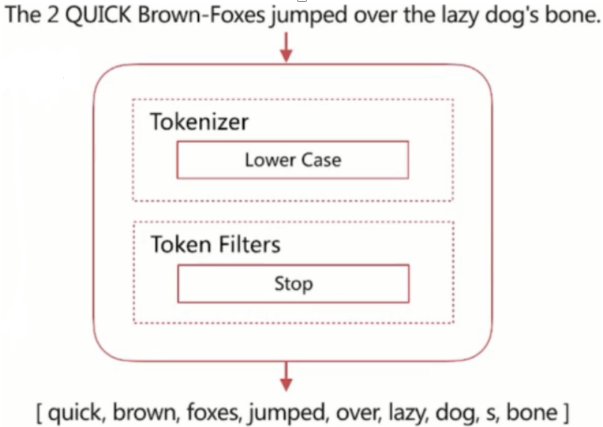 The 2 QUICK Brown-Foxes jumped over the lazy dog's bone.
Tokenizer
Lower Case
Token Filters
Stop
[ quick, brown, foxes, jumped, over, lazy, dog, s, bone ]